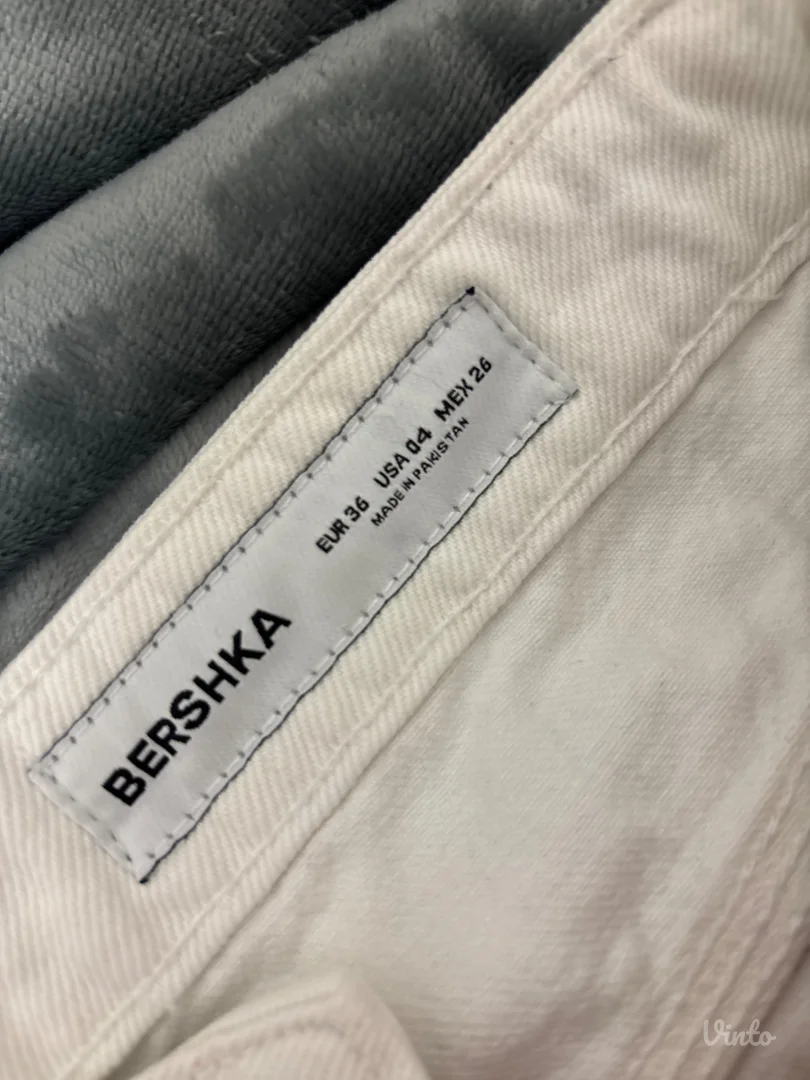 BERSHKA
EUR 36 USA 04 MEX 26
MADE IN PAKISTAN
Vinto